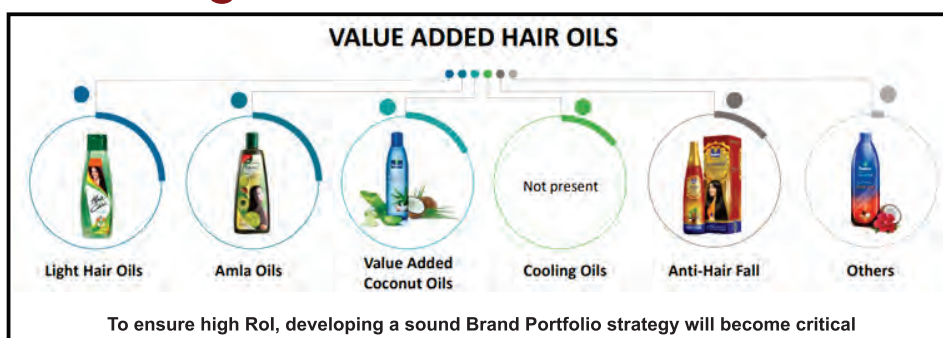 VALUE ADDED HAIR OILS
Not present
Light Hair Oils
Amla Oils
Value Added
Coconut Oils
Cooling Oils
Anti-Hair Fall
Others
To ensure high RoI, developing a sound Brand Portfolio strategy will become critical